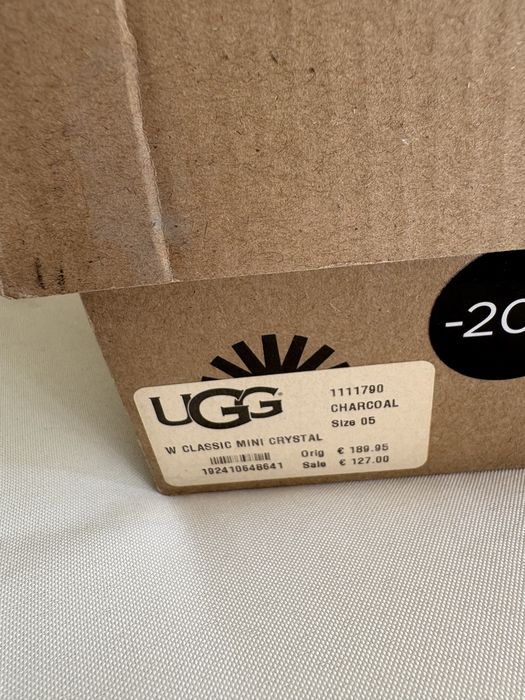 -20
UGG
1111790
CHARCOAL
Size 05
W CLASSIC MINI CRYSTAL
Orig € 189.95
192410648641
Sale € 127.00